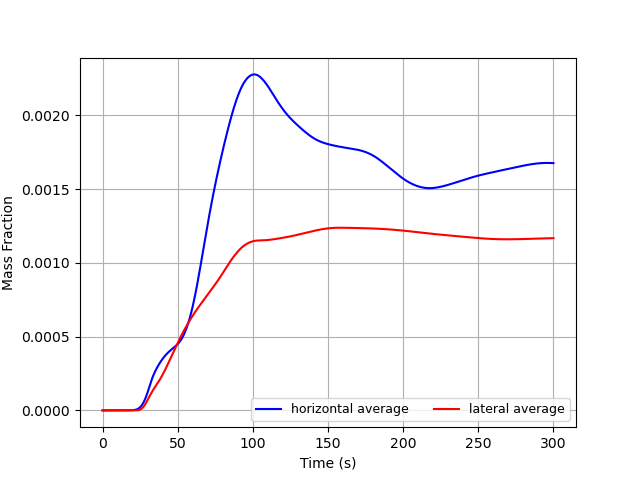 0.0020
0.0015
0.0010
0.0005
0.0000
Mass Fraction
horizontal average
lateral average
0 50 100 150 200 250 300
Time (s)